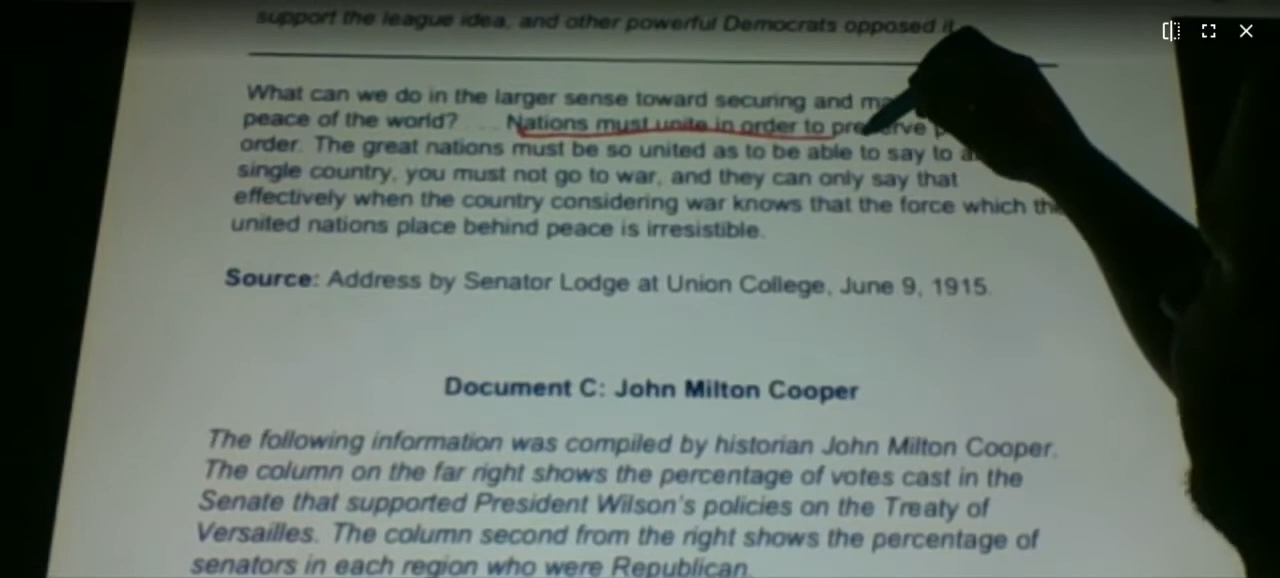 support the league idea, and other powerful Democrats opposed it
What can we do in the larger sense toward securing and
peace of the world? ... Nations must unite in order to preserve
order. The great nations must be so united as to be able to say to
single country, you must not go to war, and they can only say that
effectively when the country considering war knows that the force which the
united nations place behind peace is irresistible.
Source: Address by Senator Lodge at Union College, June 9, 1915.
Document C: John Milton Cooper
The following information was compiled by historian John Milton Cooper.
The column on the far right shows the percentage of votes cast in the
Senate that supported President Wilson's policies on the Treaty of
Versailles. The column second from the right shows the percentage of
senators in each region who were Republican.